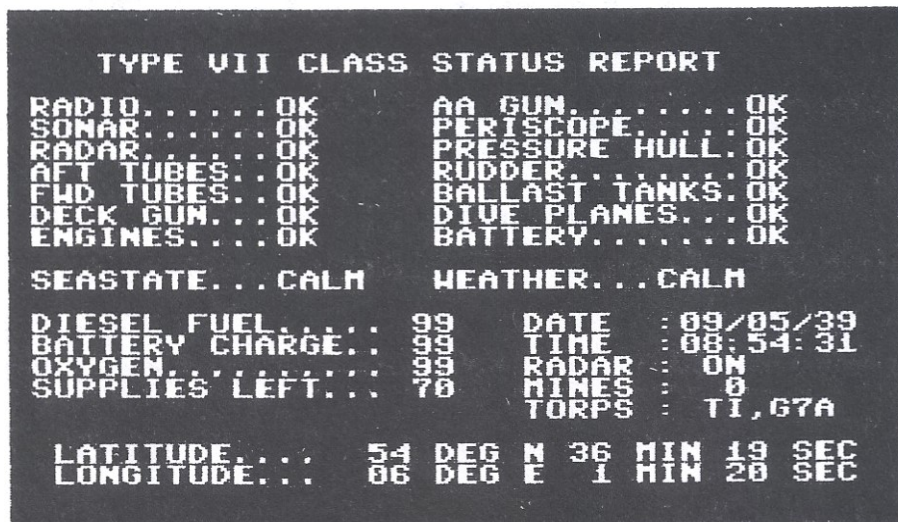 TYPE VII CLASS STATUS REPORT
RADIO......OK AA GUN........OK
SONAR......OK PERISCOPE.....OK
RADAR......OK PRESSURE HULL.OK
AFT TUBES..OK RUDDER........OK
FWD TUBES..OK BALLAST TANKS.OK
DECK GUN...OK DIVE PLANES...OK
ENGINES....OK BATTERY.......OK
SEASTATE...CALM WEATHER...CALM
DIESEL FUEL..... 99 DATE :09/05/39
BATTERY CHARGE.. 99 TIME :08:54:31
OXYGEN.......... 99 RADAR : ON
SUPPLIES LEFT... 70 MINES : 0
TORPS : TI,G7A
LATITUDE.... 54 DEG N 36 MIN 19 SEC
LONGITUDE... 06 DEG E 1 MIN 20 SEC